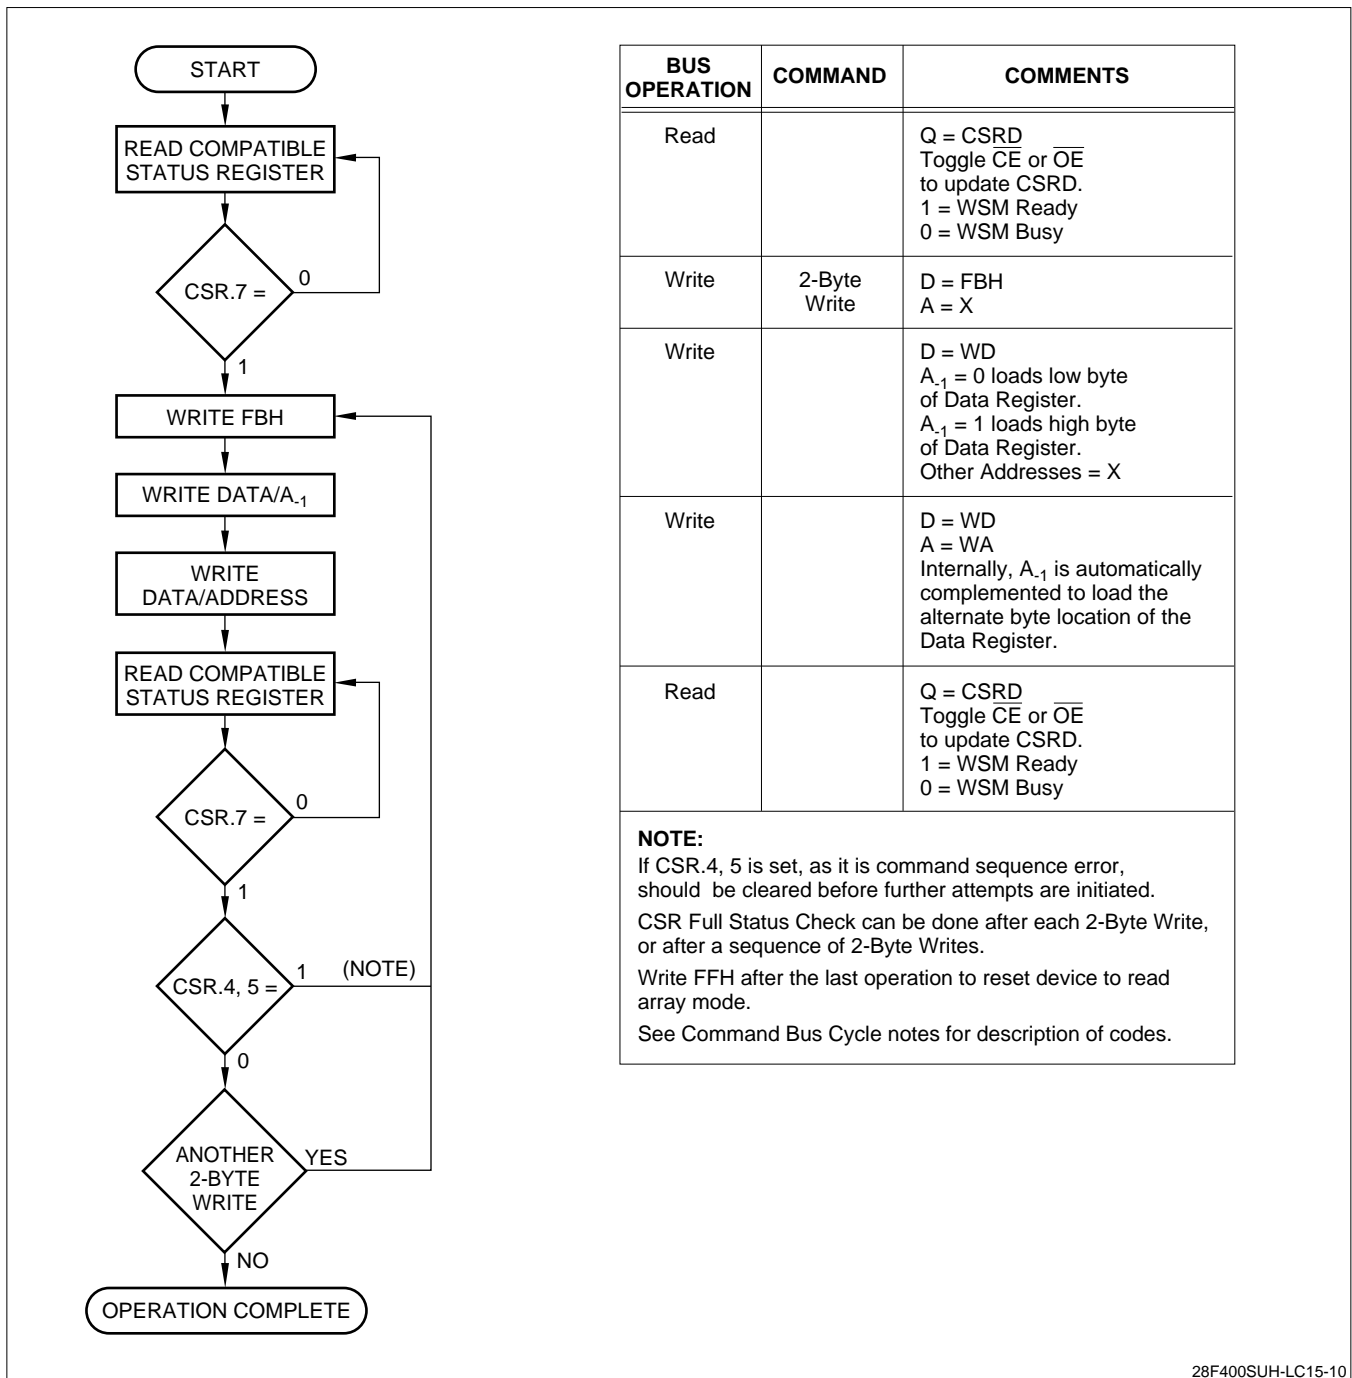 START
READ COMPATIBLE
STATUS REGISTER
CSR.7 =
0
1
WRITE FBH
WRITE DATA/A-1
WRITE
DATA/ADDRESS
READ COMPATIBLE
STATUS REGISTER
CSR.7 =
0
1
CSR.4, 5 =
1
(NOTE)
0
ANOTHER
2-BYTE
WRITE
YES
NO
OPERATION COMPLETE
BUS
OPERATION
COMMAND
COMMENTS
Read
Q = CSRD
Toggle C̅E̅ or O̅E̅
to update CSRD.
1 = WSM Ready
0 = WSM Busy
Write
2-Byte
Write
D = FBH
A = X
Write
D = WD
A-1 = 0 loads low byte
of Data Register.
A-1 = 1 loads high byte
of Data Register.
Other Addresses = X
Write
D = WD
A = WA
Internally, A-1 is automatically
complemented to load the
alternate byte location of the
Data Register.
Read
Q = CSRD
Toggle C̅E̅ or O̅E̅
to update CSRD.
1 = WSM Ready
0 = WSM Busy
NOTE:
If CSR.4, 5 is set, as it is command sequence error,
should be cleared before further attempts are initiated.
CSR Full Status Check can be done after each 2-Byte Write,
or after a sequence of 2-Byte Writes.
Write FFH after the last operation to reset device to read
array mode.
See Command Bus Cycle notes for description of codes.
28F400SUH-LC15-10